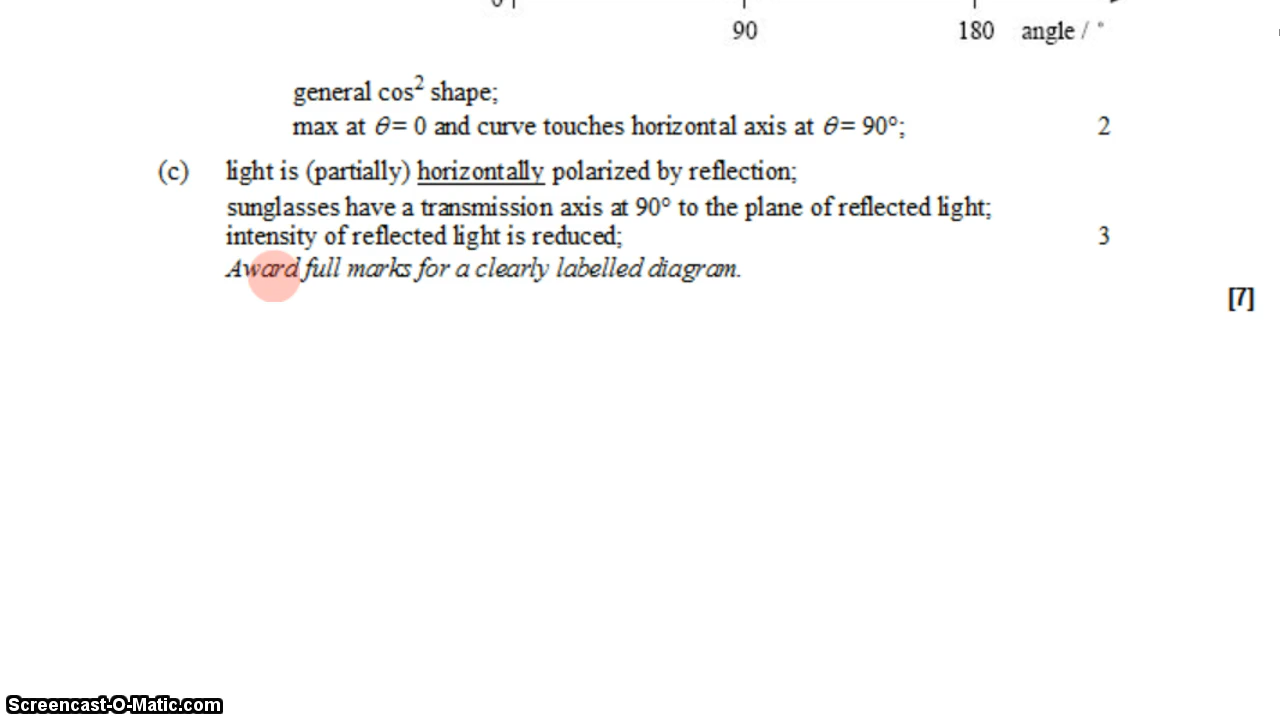 0
90 180 angle / °
general cos² shape;
max at θ = 0 and curve touches horizontal axis at θ = 90°; 2
(c) light is (partially) horizontally polarized by reflection;
sunglasses have a transmission axis at 90° to the plane of reflected light;
intensity of reflected light is reduced; 3
Award full marks for a clearly labelled diagram.
[7]
Screencast-O-Matic.com